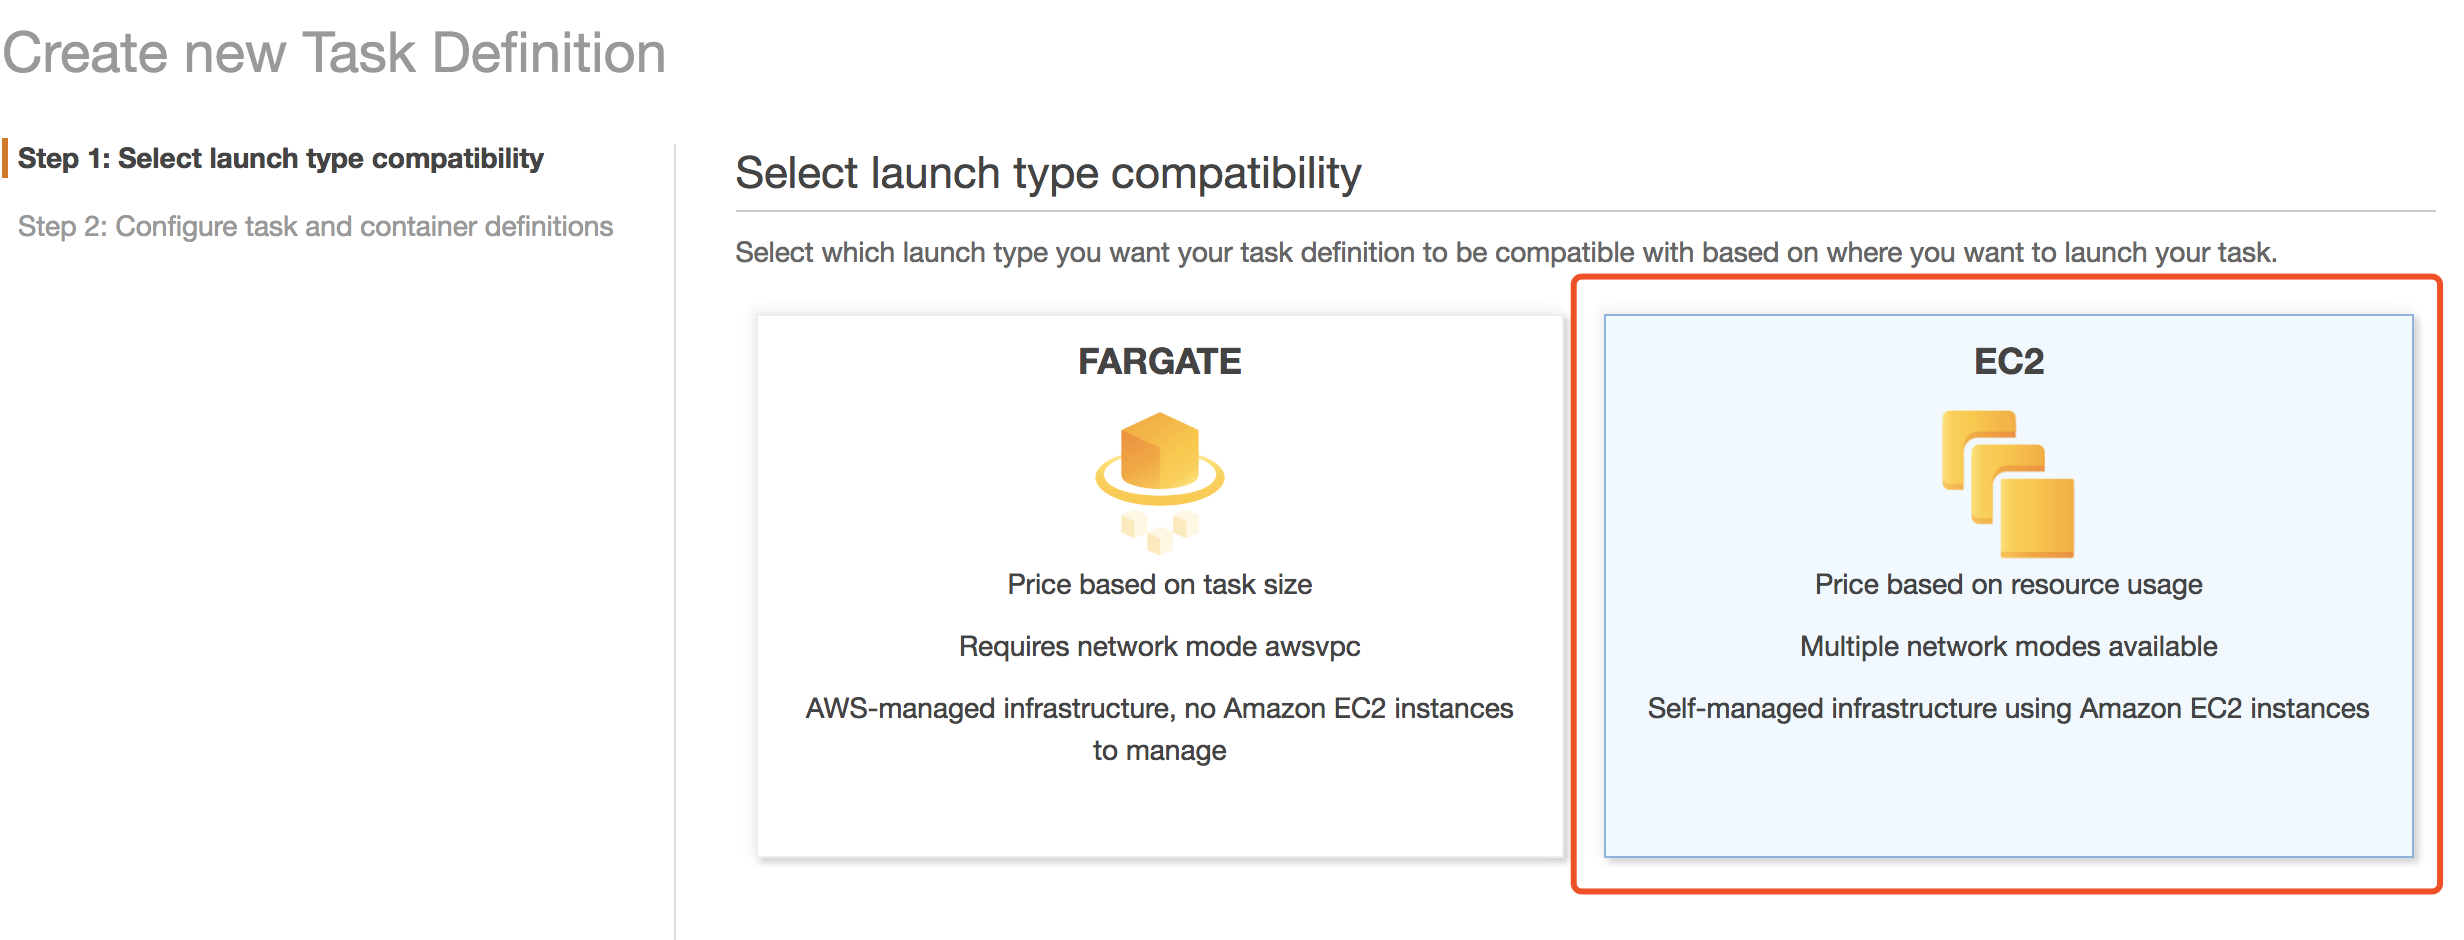 Create new Task Definition
Step 1: Select launch type compatibility
Step 2: Configure task and container definitions
Select launch type compatibility
Select which launch type you want your task definition to be compatible with based on where you want to launch your task.
FARGATE
Price based on task size
Requires network mode awsvpc
AWS-managed infrastructure, no Amazon EC2 instances
to manage
EC2
Price based on resource usage
Multiple network modes available
Self-managed infrastructure using Amazon EC2 instances